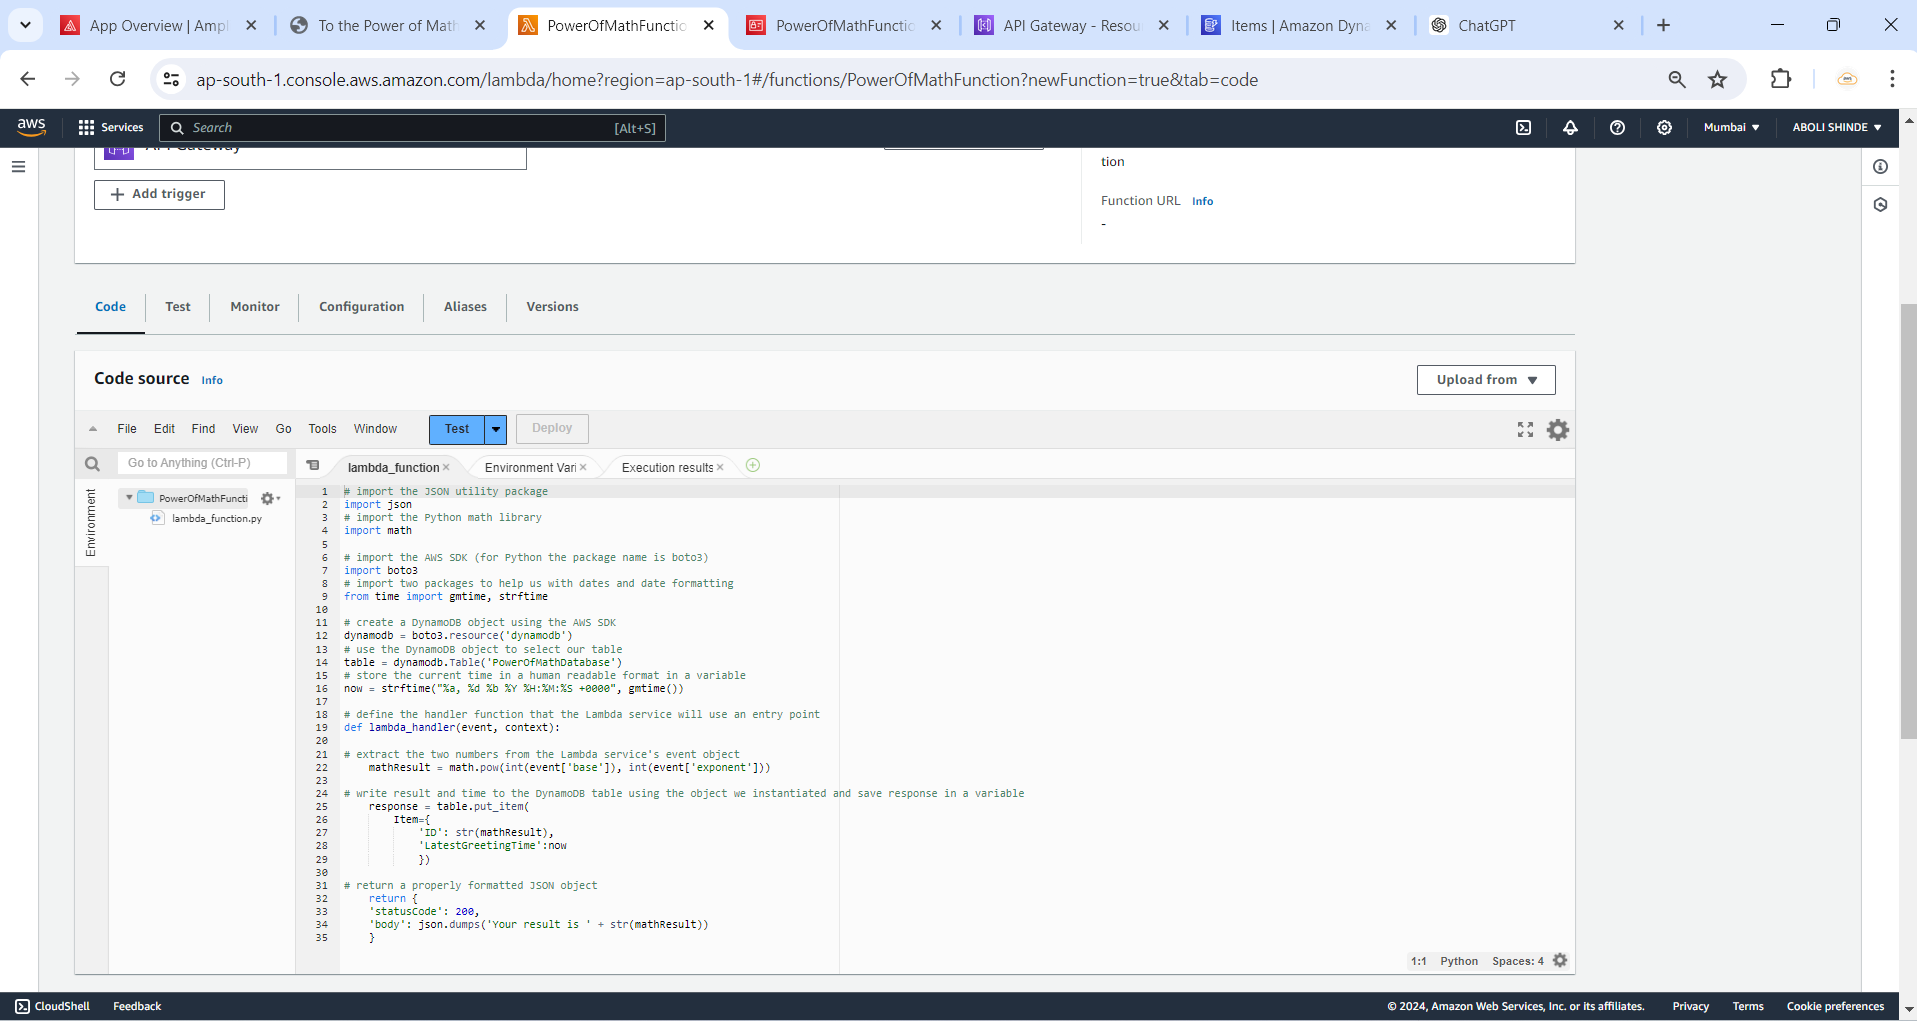 App Overview | Ampl
To the Power of Math
PowerOfMathFunctio
PowerOfMathFunctio
API Gateway - Resou
Items | Amazon Dyna
ChatGPT
ap-south-1.console.aws.amazon.com/lambda/home?region=ap-south-1#/functions/PowerOfMathFunction?newFunction=true&tab=code
aws
Services
Search
[Alt+S]
Mumbai
ABOLI SHINDE
API Gateway
tion
Add trigger
Function URL Info
-
Code
Test
Monitor
Configuration
Aliases
Versions
Code source Info
Upload from
File Edit Find View Go Tools Window
Test
Deploy
Go to Anything (Ctrl-P)
lambda_function
Environment Vari
Execution results
Environment
PowerOfMathFuncti
lambda_function.py
1 # import the JSON utility package
2 import json
3 # import the Python math library
4 import math
5
6 # import the AWS SDK (for Python the package name is boto3)
7 import boto3
8 # import two packages to help us with dates and date formatting
9 from time import gmtime, strftime
10
11 # create a DynamoDB object using the AWS SDK
12 dynamodb = boto3.resource('dynamodb')
13 # use the DynamoDB object to select our table
14 table = dynamodb.Table('PowerOfMathDatabase')
15 # store the current time in a human readable format in a variable
16 now = strftime("%a, %d %b %Y %H:%M:%S +0000", gmtime())
17
18 # define the handler function that the Lambda service will use an entry point
19 def lambda_handler(event, context):
20
21 # extract the two numbers from the Lambda service's event object
22 mathResult = math.pow(int(event['base']), int(event['exponent']))
23
24 # write result and time to the DynamoDB table using the object we instantiated and save response in a variable
25 response = table.put_item(
26 Item={
27 'ID': str(mathResult),
28 'LatestGreetingTime':now
29 })
30
31 # return a properly formatted JSON object
32 return {
33 'statusCode': 200,
34 'body': json.dumps('Your result is ' + str(mathResult))
35 }
1:1 Python Spaces: 4
CloudShell
Feedback
© 2024, Amazon Web Services, Inc. or its affiliates.
Privacy
Terms
Cookie preferences